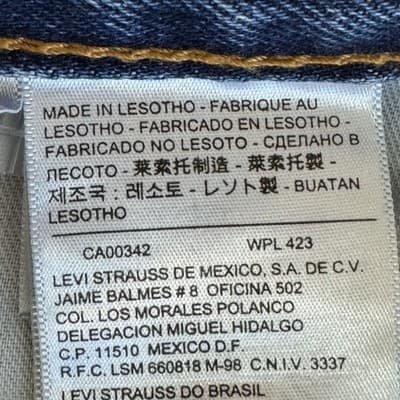 MADE IN LESOTHO - FABRIQUE AU
LESOTHO - FABRICADO EN LESOTHO -
FABRICADO NO LESOTO - СДЕЛАНО В
ЛЕСОТО - 莱索托制造 - 萊索托製 -
제조국 : 레소토 - レソト製 - BUATAN
LESOTHO
CA00342 WPL 423
LEVI STRAUSS DE MEXICO, S.A. DE C.V.
JAIME BALMES # 8 OFICINA 502
COL. LOS MORALES POLANCO
DELEGACION MIGUEL HIDALGO
C.P. 11510 MEXICO D.F.
R.F.C. LSM 660818 M-98 C.N.I.V. 3337
LEVI STRAUSS DO BRASIL